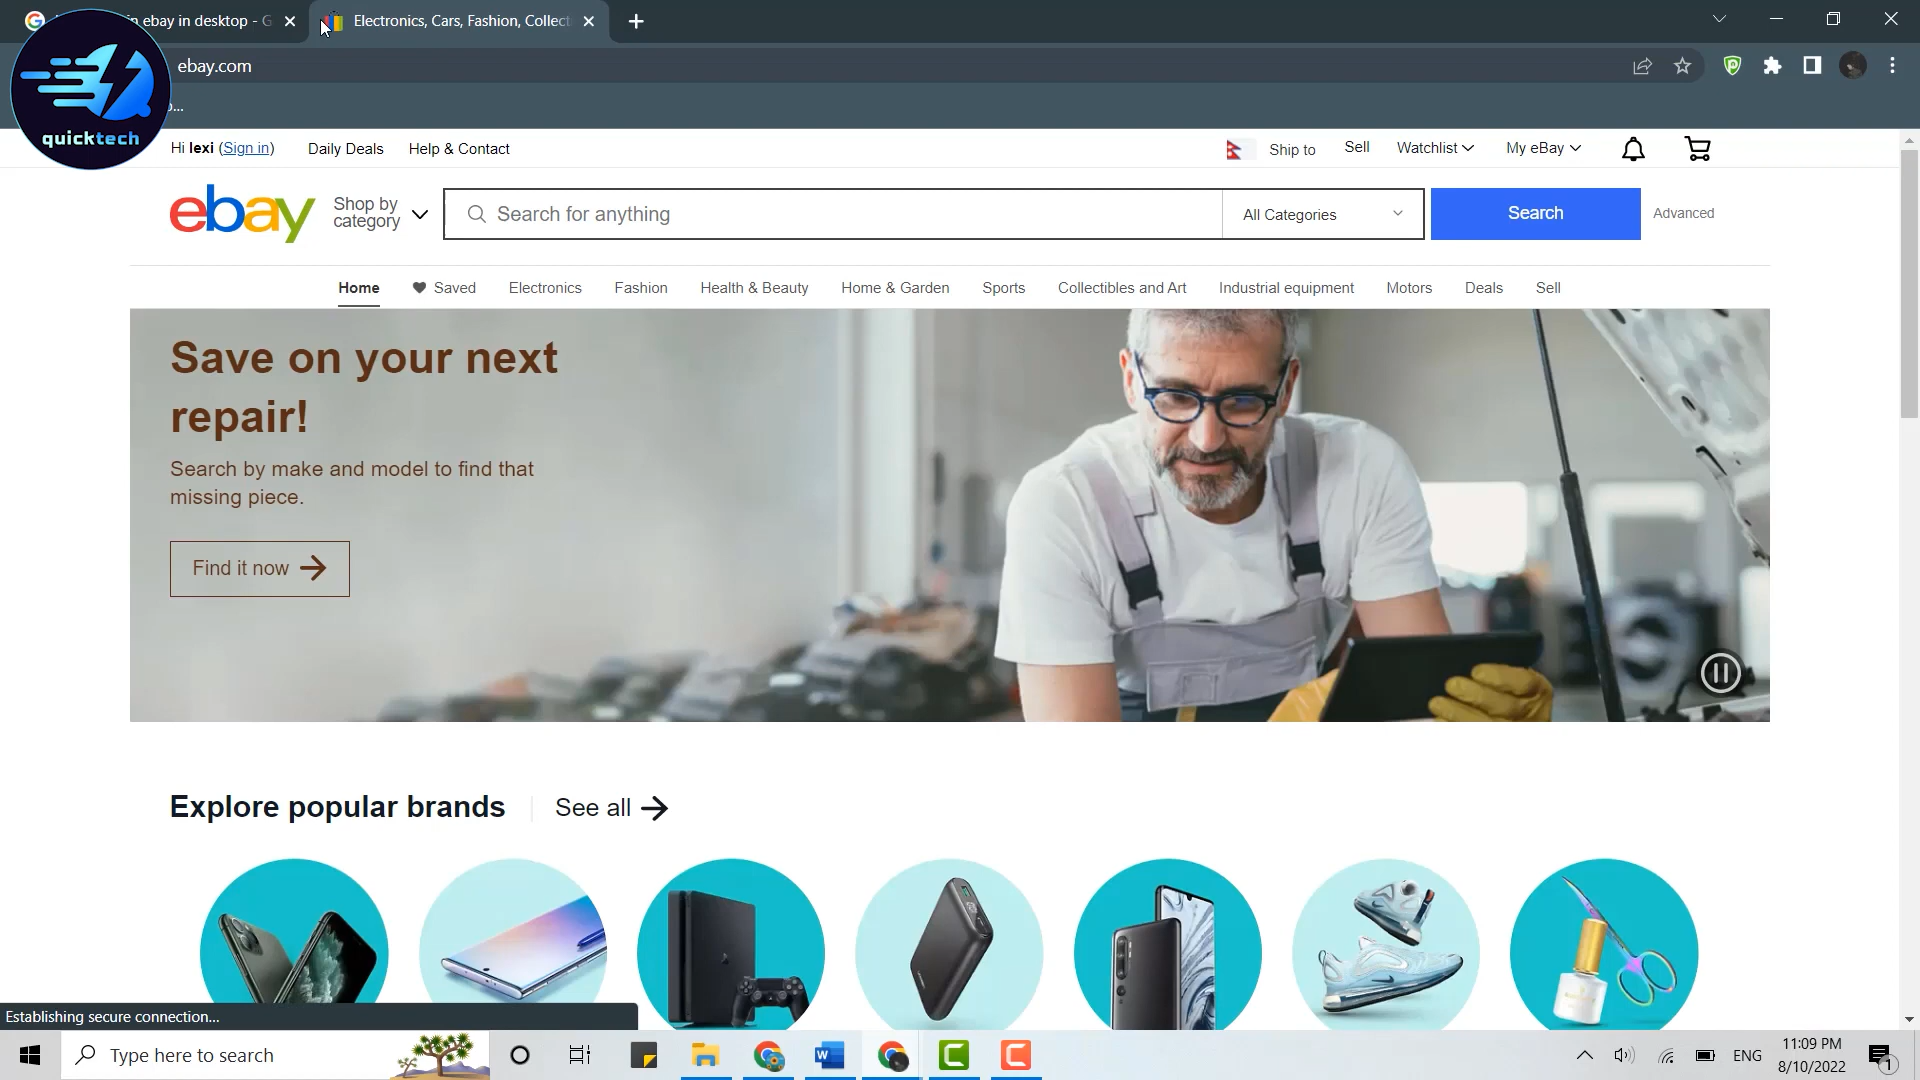 in ebay in desktop - G
Electronics, Cars, Fashion, Collect
ebay.com
quicktech
Hi lexi (Sign in)
Daily Deals
Help & Contact
Ship to
Sell
Watchlist
My eBay
ebay
Shop by
category
Search for anything
All Categories
Search
Advanced
Home
Saved
Electronics
Fashion
Health & Beauty
Home & Garden
Sports
Collectibles and Art
Industrial equipment
Motors
Deals
Sell
Save on your next
repair!
Search by make and model to find that
missing piece.
Find it now
Explore popular brands
See all
Establishing secure connection...
Type here to search
ENG
11:09 PM
8/10/2022
1